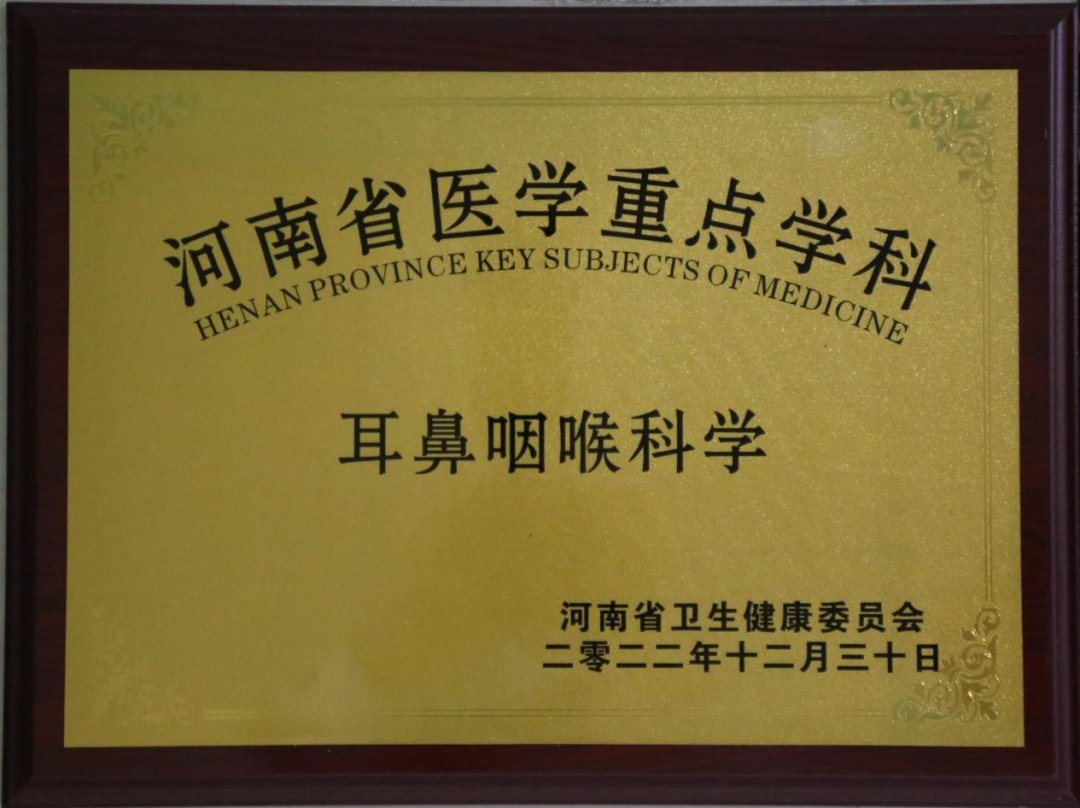 河南省医学重点学科
HENAN PROVINCE KEY SUBJECTS OF MEDICINE
耳鼻咽喉科学
河南省卫生健康委员会
二零二二年十二月三十日